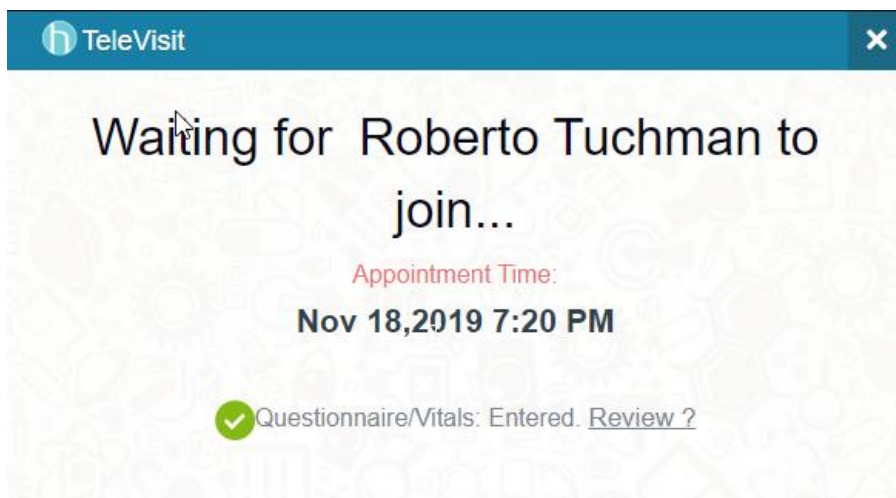 TeleVisit
Waiting for Roberto Tuchman to
join...
Appointment Time:
Nov 18,2019 7:20 PM
Questionnaire/Vitals: Entered. Review ?